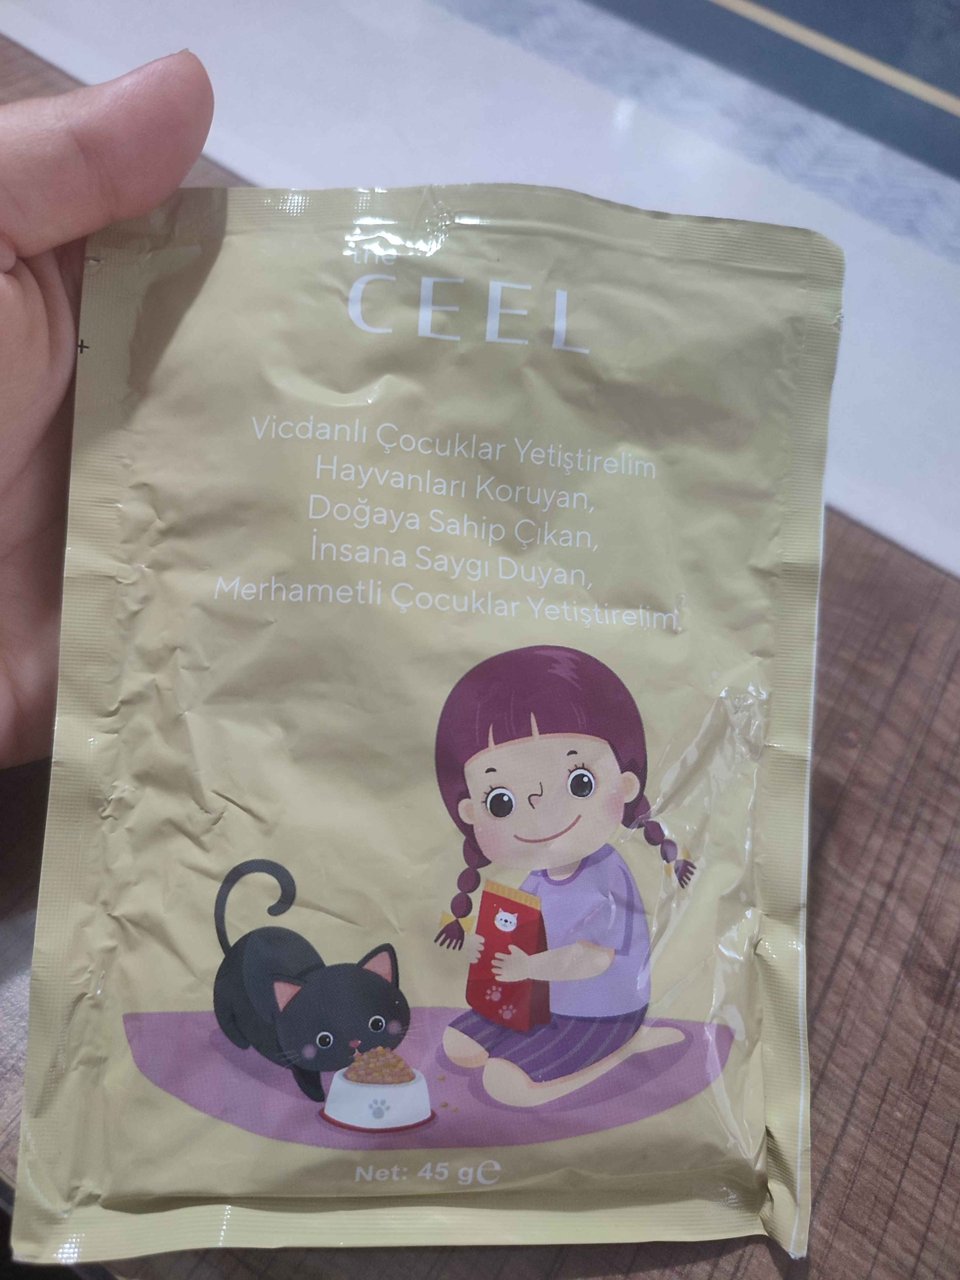 the
CEEL
Vicdanlı Çocuklar Yetiştirelim
Hayvanları Koruyan,
Doğaya Sahip Çıkan,
İnsana Saygı Duyan,
Merhametli Çocuklar Yetiştirelim.
Net: 45 g℮